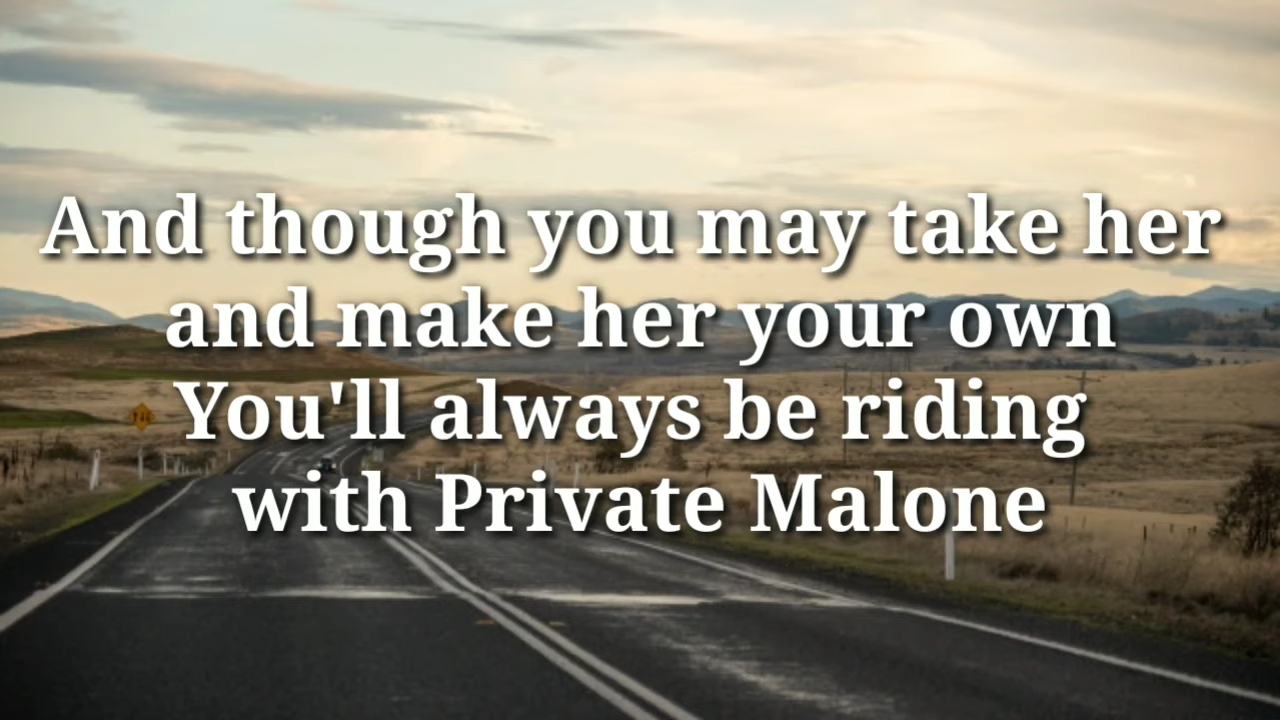 And though you may take her
and make her your own
You'll always be riding
with Private Malone